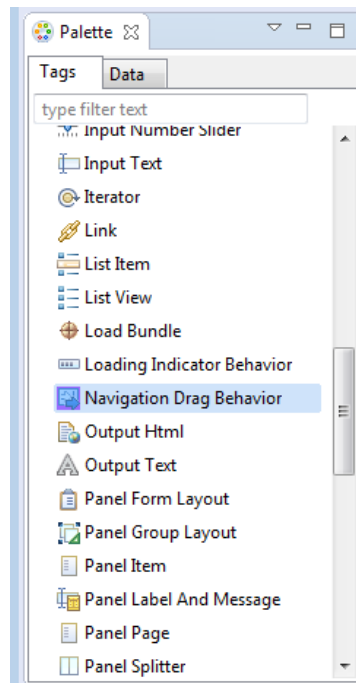 Palette
Tags Data
type filter text
Input Number Slider
Input Text
Iterator
Link
List Item
List View
Load Bundle
Loading Indicator Behavior
Navigation Drag Behavior
Output Html
Output Text
Panel Form Layout
Panel Group Layout
Panel Item
Panel Label And Message
Panel Page
Panel Splitter